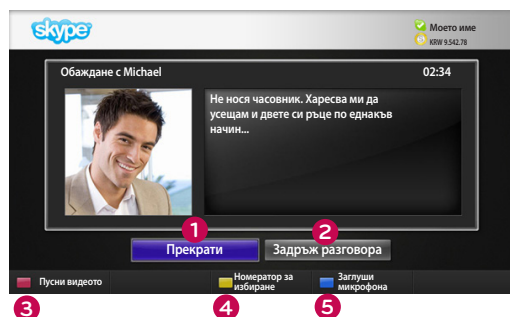 skype
Моето име
KRW 9.542.78
Обаждане с Michael
02:34
Не нося часовник. Харесва ми да
усещам и двете си ръце по еднакъв
начин...
1
2
Прекрати
Задръж разговора
Пусни видеото
Номератор за
избиране
Заглуши
микрофона
3
4
5